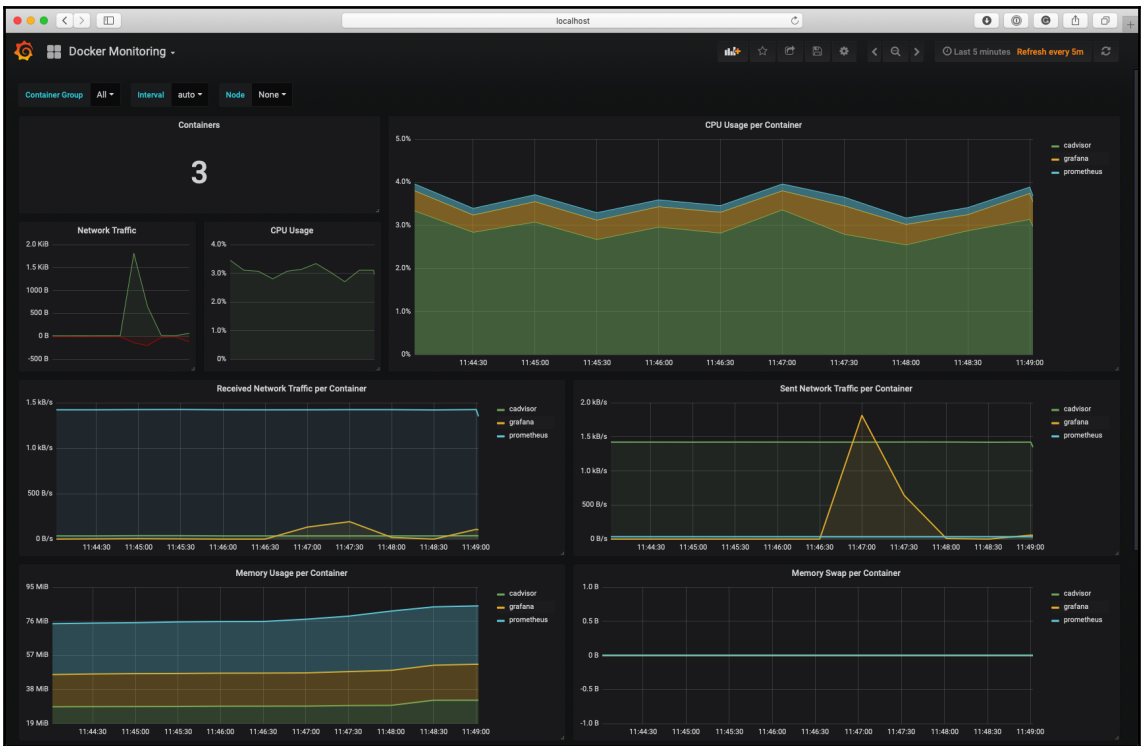 localhost
Docker Monitoring
Last 5 minutes Refresh every 5m
Container Group All Interval auto Node None
Containers
3
CPU Usage per Container
5.0%
4.0%
3.0%
2.0%
1.0%
0%
11:44:30 11:45:00 11:45:30 11:46:00 11:46:30 11:47:00 11:47:30 11:48:00 11:48:30 11:49:00
cadvisor
grafana
prometheus
Network Traffic
2.0 KiB
1.5 KiB
1000 B
500 B
0 B
-500 B
CPU Usage
4.0%
3.0%
2.0%
1.0%
0%
Received Network Traffic per Container
1.5 kB/s
1.0 kB/s
500 B/s
0 B/s
11:44:30 11:45:00 11:45:30 11:46:00 11:46:30 11:47:00 11:47:30 11:48:00 11:48:30 11:49:00
cadvisor
grafana
prometheus
Sent Network Traffic per Container
2.0 kB/s
1.5 kB/s
1.0 kB/s
500 B/s
0 B/s
11:44:30 11:45:00 11:45:30 11:46:00 11:46:30 11:47:00 11:47:30 11:48:00 11:48:30 11:49:00
cadvisor
grafana
prometheus
Memory Usage per Container
95 MiB
76 MiB
57 MiB
38 MiB
19 MiB
11:44:30 11:45:00 11:45:30 11:46:00 11:46:30 11:47:00 11:47:30 11:48:00 11:48:30 11:49:00
cadvisor
grafana
prometheus
Memory Swap per Container
1.0 B
0.5 B
0 B
-0.5 B
-1.0 B
11:44:30 11:45:00 11:45:30 11:46:00 11:46:30 11:47:00 11:47:30 11:48:00 11:48:30 11:49:00
cadvisor
grafana
prometheus